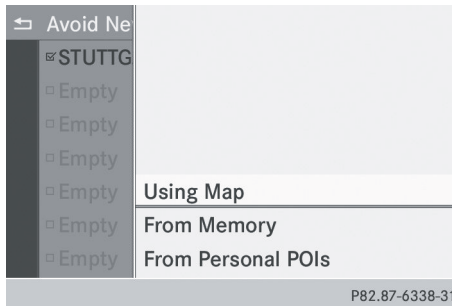 Avoid Ne
STUTTG
Empty
Empty
Empty
Empty
Empty
Empty
Using Map
From Memory
From Personal POIs
P82.87-6338-31